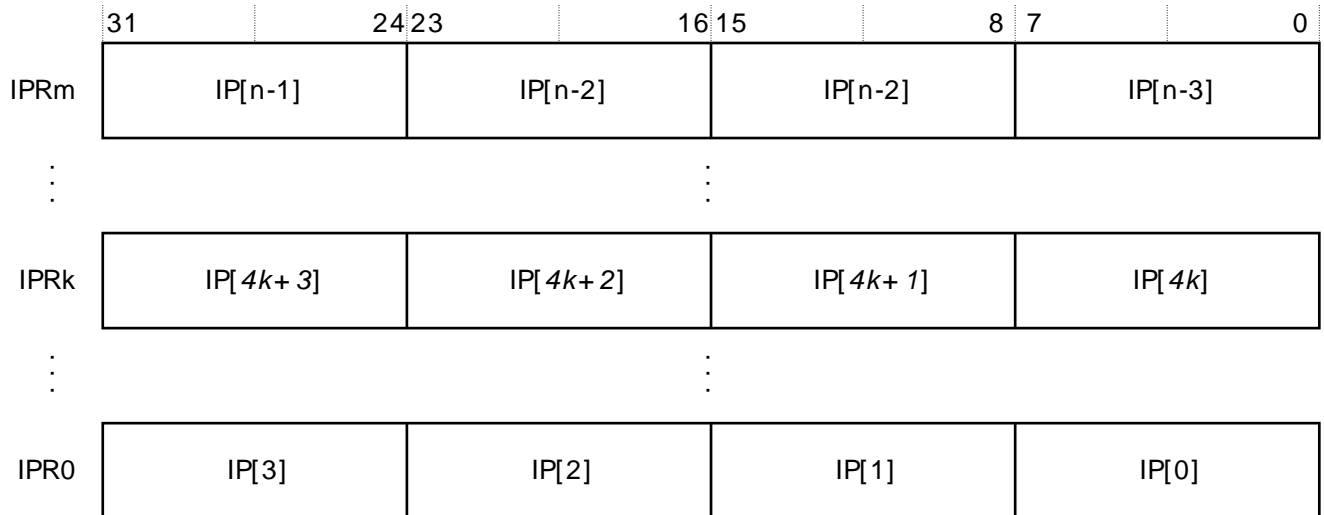 31 24 23 16 15 8 7 0
IPRm IP[n-1] IP[n-2] IP[n-2] IP[n-3]
IPRk IP[4k+3] IP[4k+2] IP[4k+1] IP[4k]
IPR0 IP[3] IP[2] IP[1] IP[0]